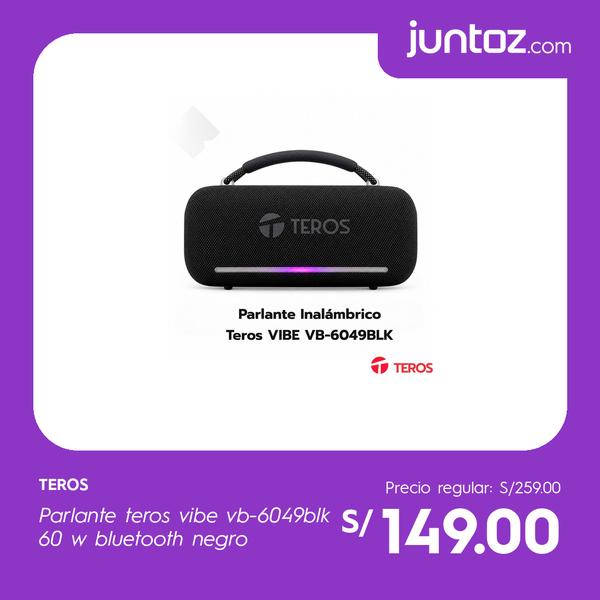 juntoz.com
TEROS
Parlante Inalámbrico
Teros VIBE VB-6049BLK
TEROS
TEROS
Parlante teros vibe vb-6049blk
60 w bluetooth negro
Precio regular: S/259.00
S/ 149.00